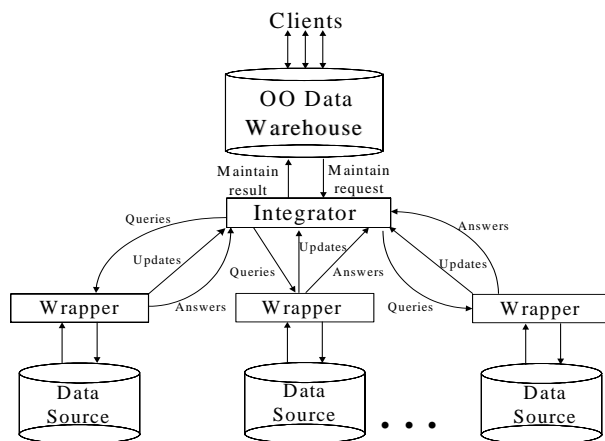 Clients
OO Data
Warehouse
Maintain
result
Maintain
request
Integrator
Queries
Updates
Answers
Queries
Updates
Answers
Queries
Updates
Answers
Wrapper
Wrapper
Wrapper
Data
Source
Data
Source
Data
Source
• • •